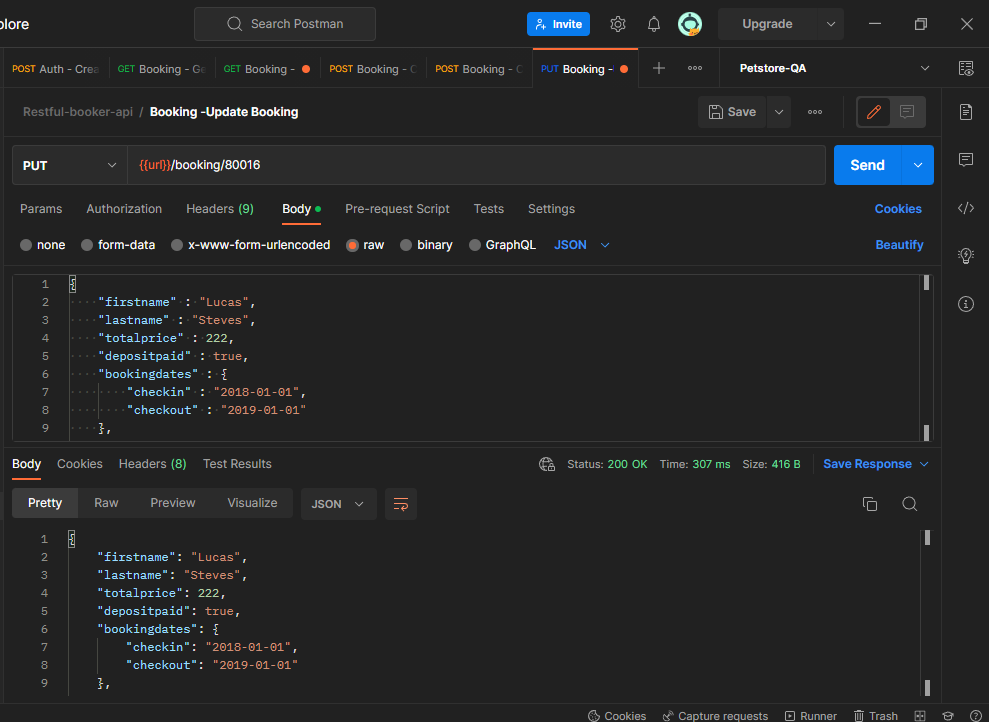 plore Search Postman Invite Upgrade
POST Auth - Crea GET Booking - Ge GET Booking - POST Booking - C POST Booking - C PUT Booking - Petstore-QA
Restful-booker-api / Booking -Update Booking Save
PUT {{url}}/booking/80016 Send
Params Authorization Headers (9) Body Pre-request Script Tests Settings Cookies
none form-data x-www-form-urlencoded raw binary GraphQL JSON Beautify
1 {
2 "firstname" : "Lucas",
3 "lastname" : "Steves",
4 "totalprice" : 222,
5 "depositpaid" : true,
6 "bookingdates" : {
7 "checkin" : "2018-01-01",
8 "checkout" : "2019-01-01"
9 },
Body Cookies Headers (8) Test Results Status: 200 OK Time: 307 ms Size: 416 B Save Response
Pretty Raw Preview Visualize JSON
1 {
2 "firstname": "Lucas",
3 "lastname": "Steves",
4 "totalprice": 222,
5 "depositpaid": true,
6 "bookingdates": {
7 "checkin": "2018-01-01",
8 "checkout": "2019-01-01"
9 },
Cookies Capture requests Runner Trash